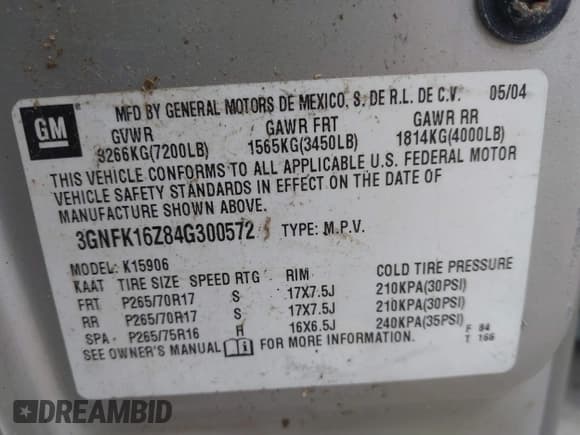 GM
MFD BY GENERAL MOTORS DE MEXICO, S, DE R.L. DE C.V. 05/04
GVWR GAWR FRT GAWR RR
3266KG(7200LB) 1565KG(3450LB) 1814KG(4000LB)
THIS VEHICLE CONFORMS TO ALL APPLICABLE U.S. FEDERAL MOTOR
VEHICLE SAFETY STANDARDS IN EFFECT ON THE DATE OF
MANUFACTURE SHOWN ABOVE.
3GNFK16Z84G300572 TYPE: M.P.V.
MODEL: K15906
KAAT TIRE SIZE SPEED RTG RIM COLD TIRE PRESSURE
FRT P265/70R17 S 17X7.5J 210KPA(30PSI)
RR P265/70R17 S 17X7.5J 210KPA(30PSI)
SPA P265/75R16 R 16X6.5J 240KPA(35PSI)
SEE OWNER'S MANUAL FOR MORE INFORMATION.
F 84
T 166
DREAMBID